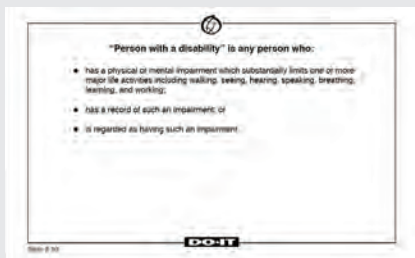 "Person with a disability" is any person who:
● has a physical or mental impairment which substantially limits one or more
major life activities including walking, seeing, hearing, speaking, breathing,
learning, and working;
● has a record of such an impairment; or
● is regarded as having such an impairment.
DO-IT
Slide #